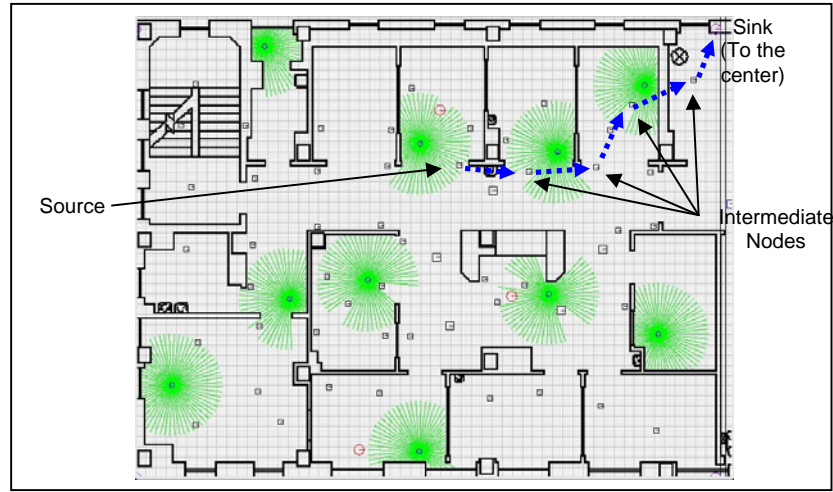 Sink
(To the
center)
Source
Intermediate
Nodes